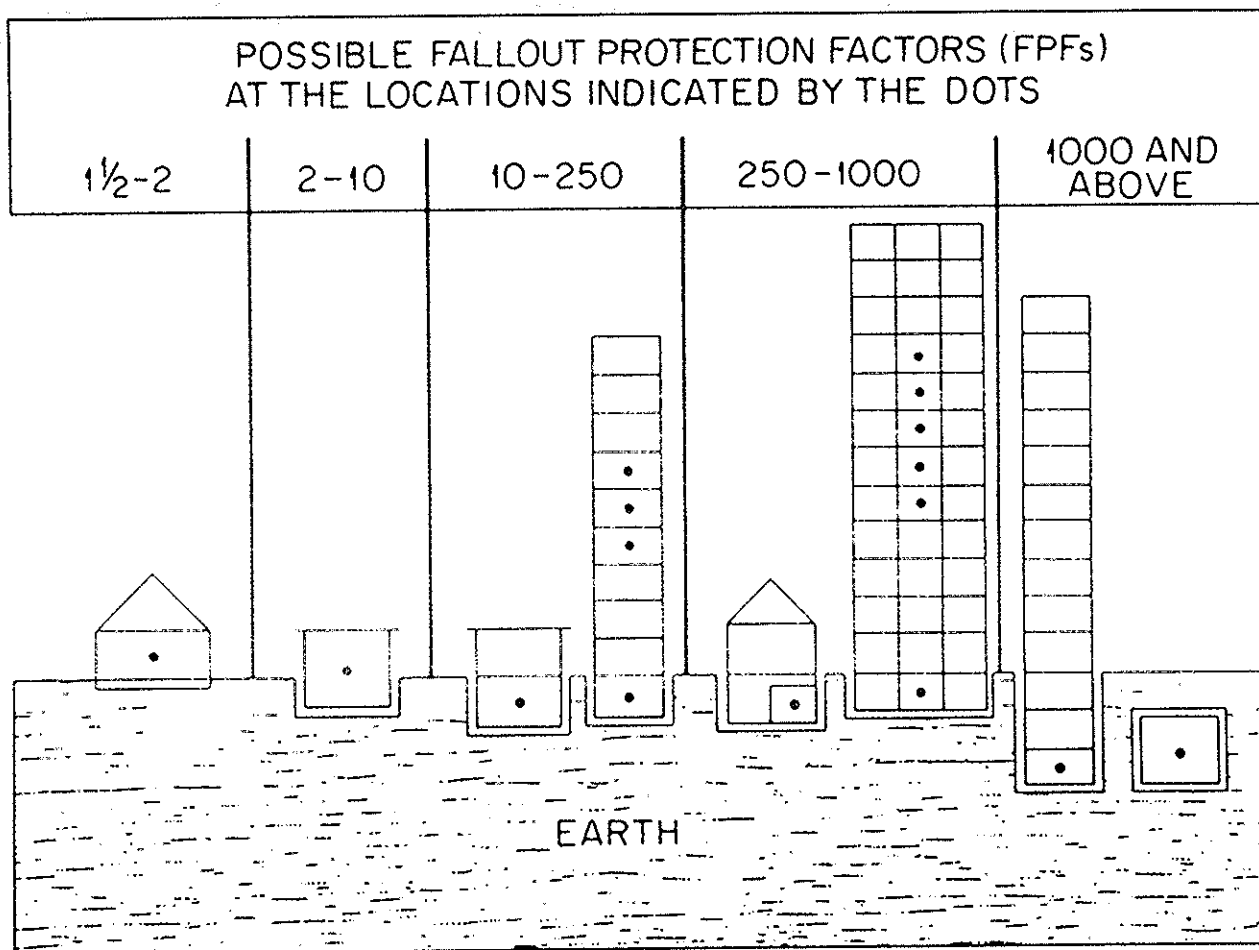 POSSIBLE FALLOUT PROTECTION FACTORS (FPFs)
AT THE LOCATIONS INDICATED BY THE DOTS
1½-2
2-10
10-250
250-1000
1000 AND
ABOVE
EARTH